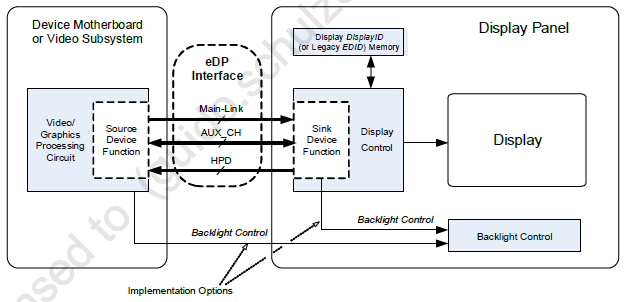 Device Motherboard
or Video Subsystem
Display Panel
Display DisplayID
(or Legacy EDID) Memory
eDP
Interface
Video/
Graphics
Processing
Circuit
Source
Device
Function
Main-Link
AUX_CH
HPD
Sink
Device
Function
Display
Control
Display
Backlight Control
Backlight Control
Backlight Control
Implementation Options